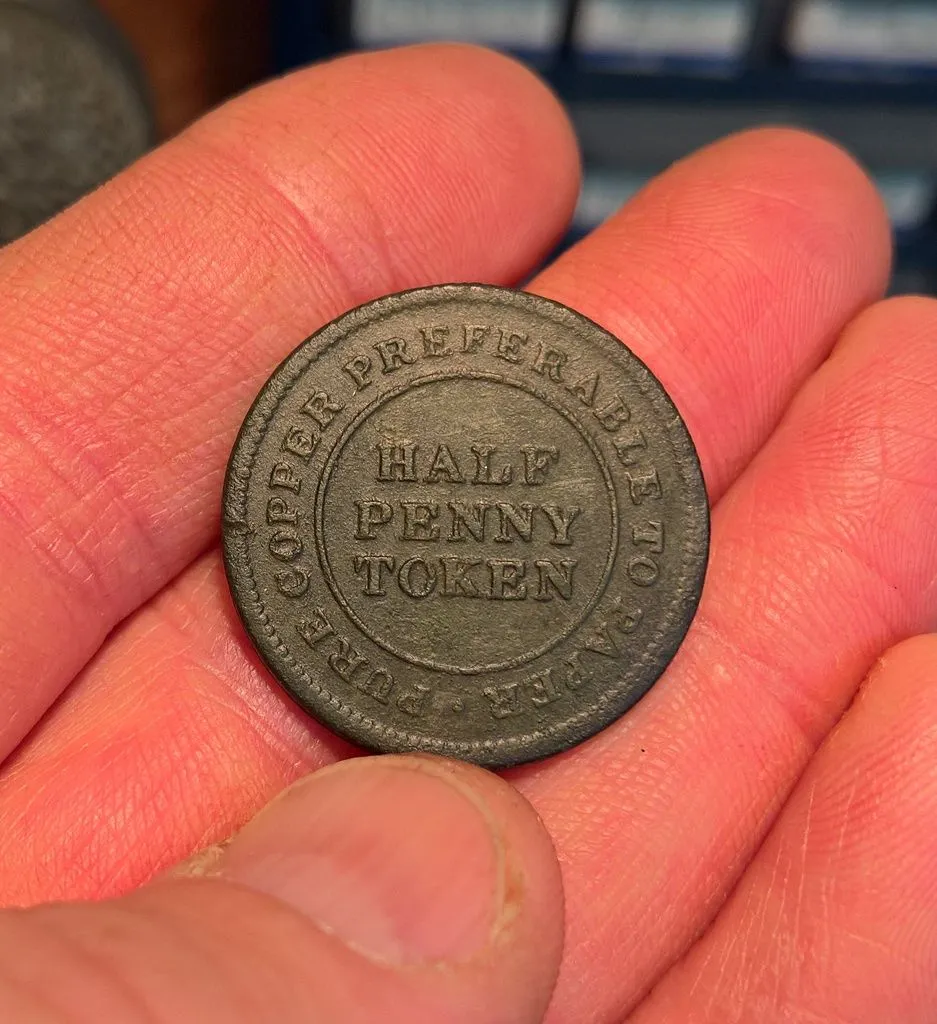 PURE COPPER PREFERABLE TO PAPER ·
HALF
PENNY
TOKEN